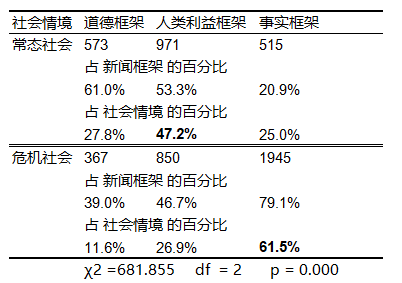 社会情境 道德框架 人类利益框架 事实框架
常态社会 573 971 515
占 新闻框架 的百分比
61.0% 53.3% 20.9%
占 社会情境 的百分比
27.8% 47.2% 25.0%
危机社会 367 850 1945
占 新闻框架 的百分比
39.0% 46.7% 79.1%
占 社会情境 的百分比
11.6% 26.9% 61.5%
χ2 =681.855 df = 2 p = 0.000